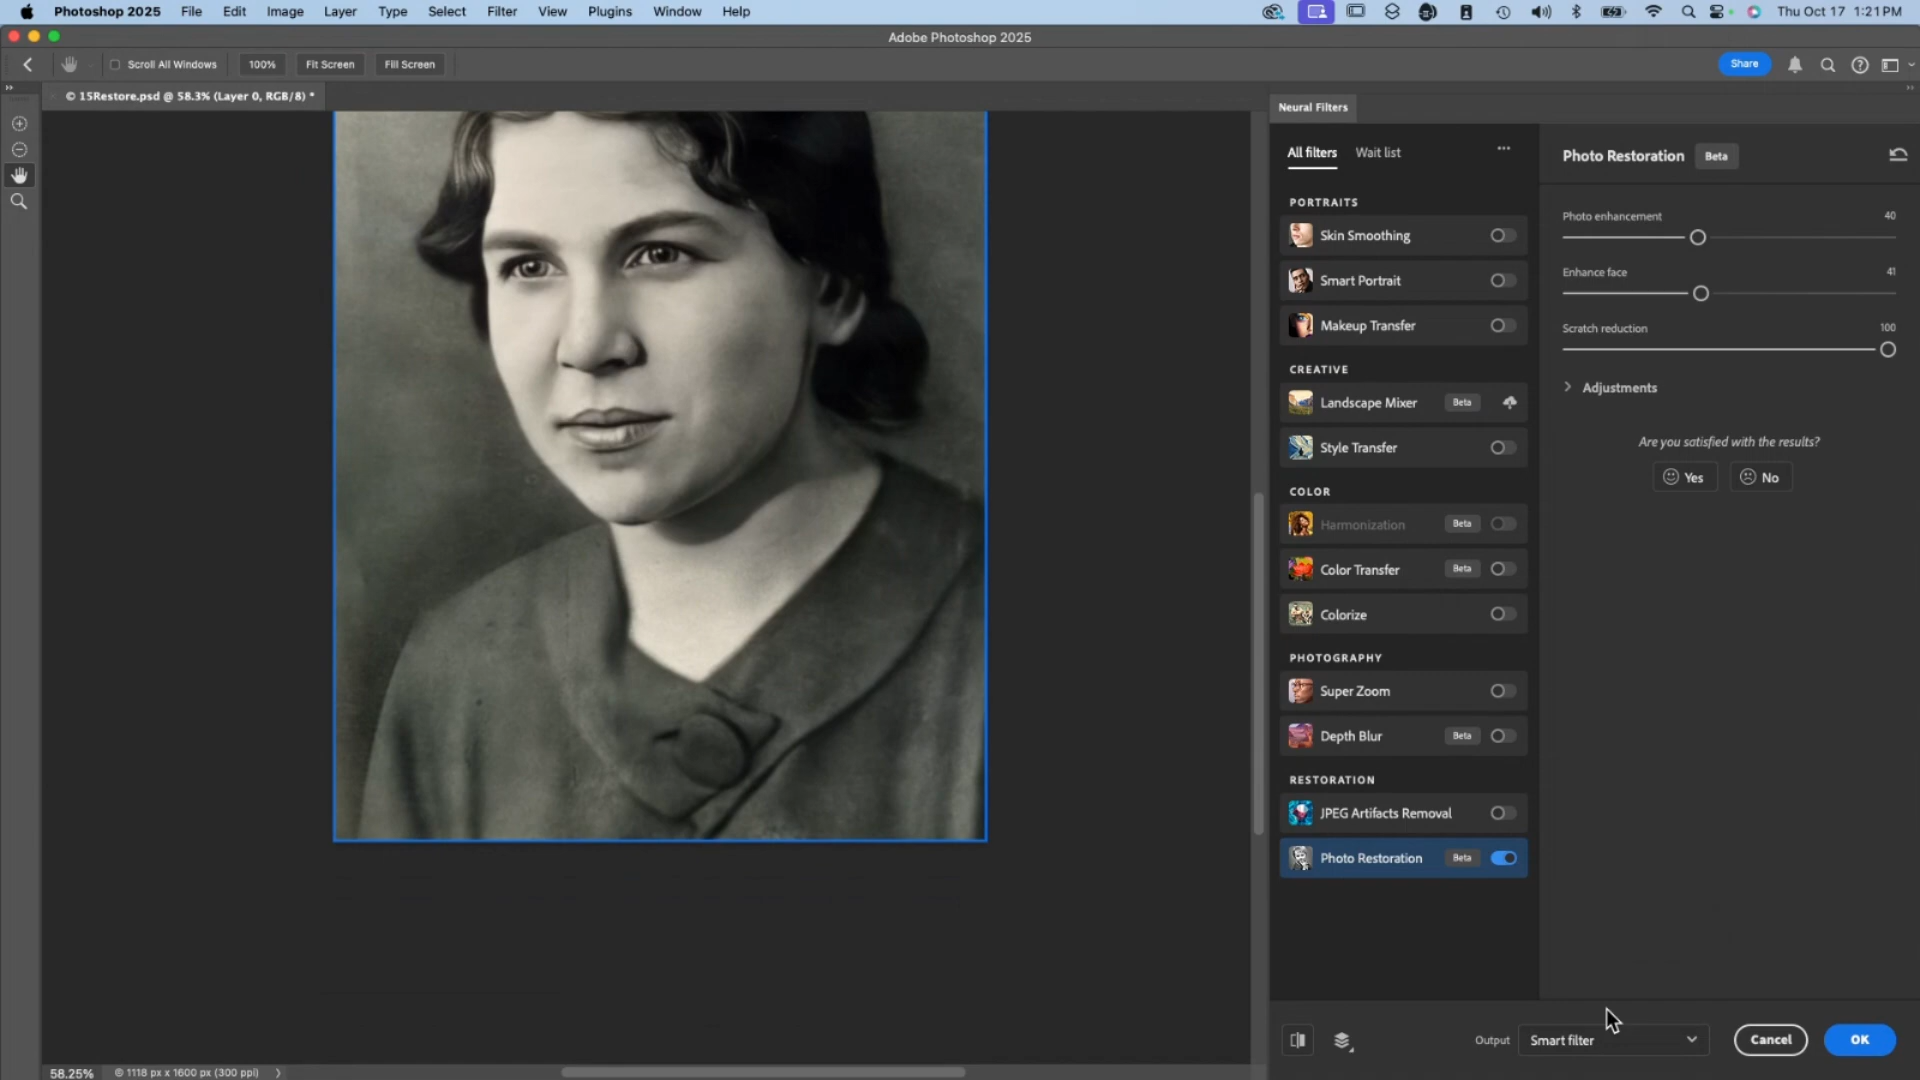 Photoshop 2025 File Edit Image Layer Type Select Filter View Plugins Window Help Thu Oct 17 1:21 PM
Adobe Photoshop 2025
Scroll All Windows 100% Fit Screen Fill Screen Share
© 15Restore.psd @ 58.3% (Layer 0, RGB/8) *
Neural Filters
All filters Wait list
PORTRAITS
Skin Smoothing
Smart Portrait
Makeup Transfer
CREATIVE
Landscape Mixer Beta
Style Transfer
COLOR
Harmonization Beta
Color Transfer Beta
Colorize
PHOTOGRAPHY
Super Zoom
Depth Blur Beta
RESTORATION
JPEG Artifacts Removal
Photo Restoration Beta
Photo Restoration Beta
Photo enhancement 40
Enhance face 41
Scratch reduction 100
Adjustments
Are you satisfied with the results?
Yes No
Output Smart filter Cancel OK
58.25% © 1118 px x 1600 px (300 ppi)